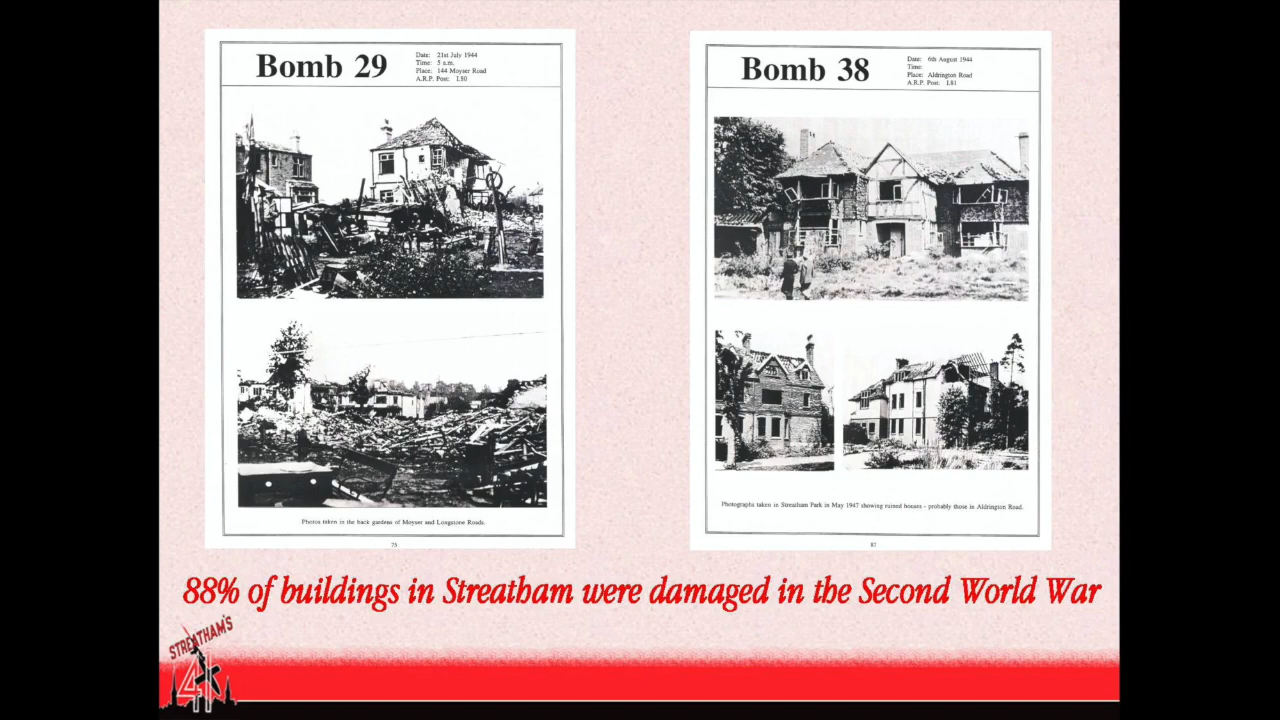 Bomb 29
Date: 21st July 1944
Time: 5 a.m.
Place: 144 Moyser Road
A.R.P. Post: L80
Photos taken in the back gardens of Moyser and Longstone Roads.
75
Bomb 38
Date: 6th August 1944
Time:
Place: Aldrington Road
A.R.P. Post: L81
Photographs taken in Streatham Park in May 1947 showing ruined houses - probably those in Aldrington Road.
87
88% of buildings in Streatham were damaged in the Second World War
STREATHAM'S
41